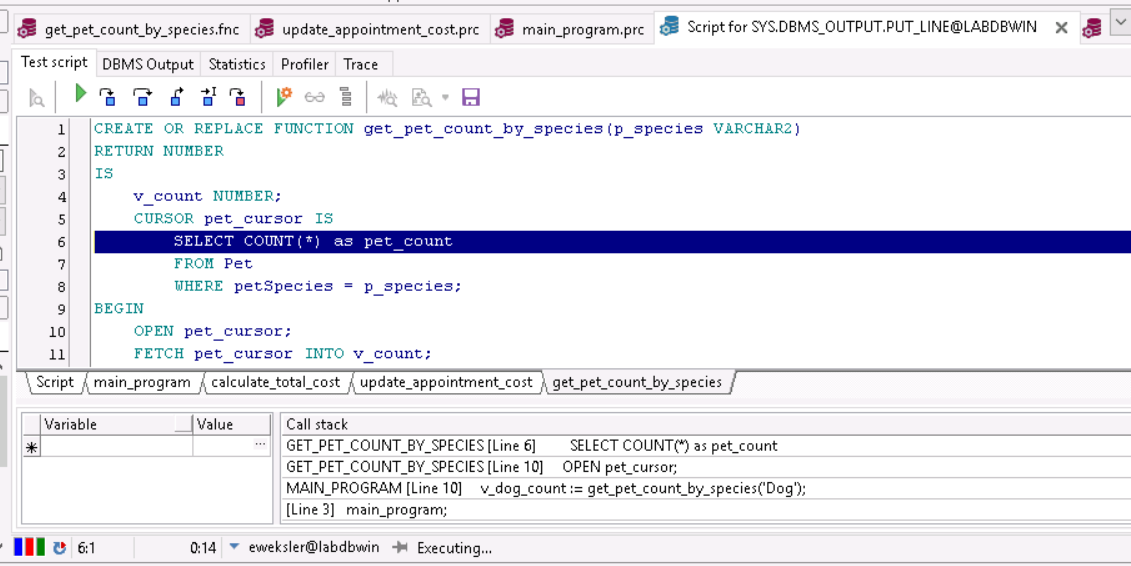 get_pet_count_by_species.fnc update_appointment_cost.prc main_program.prc Script for SYS.DBMS_OUTPUT.PUT_LINE@LABDBWIN
Test script DBMS Output Statistics Profiler Trace
1 CREATE OR REPLACE FUNCTION get_pet_count_by_species(p_species VARCHAR2)
2 RETURN NUMBER
3 IS
4 v_count NUMBER;
5 CURSOR pet_cursor IS
6 SELECT COUNT(*) as pet_count
7 FROM Pet
8 WHERE petSpecies = p_species;
9 BEGIN
10 OPEN pet_cursor;
11 FETCH pet_cursor INTO v_count;
Script main_program calculate_total_cost update_appointment_cost get_pet_count_by_species
Variable Value Call stack
GET_PET_COUNT_BY_SPECIES [Line 6] SELECT COUNT(*) as pet_count
GET_PET_COUNT_BY_SPECIES [Line 10] OPEN pet_cursor;
MAIN_PROGRAM [Line 10] v_dog_count := get_pet_count_by_species('Dog');
[Line 3] main_program;
6:1 0:14 eweksler@labdbwin Executing...